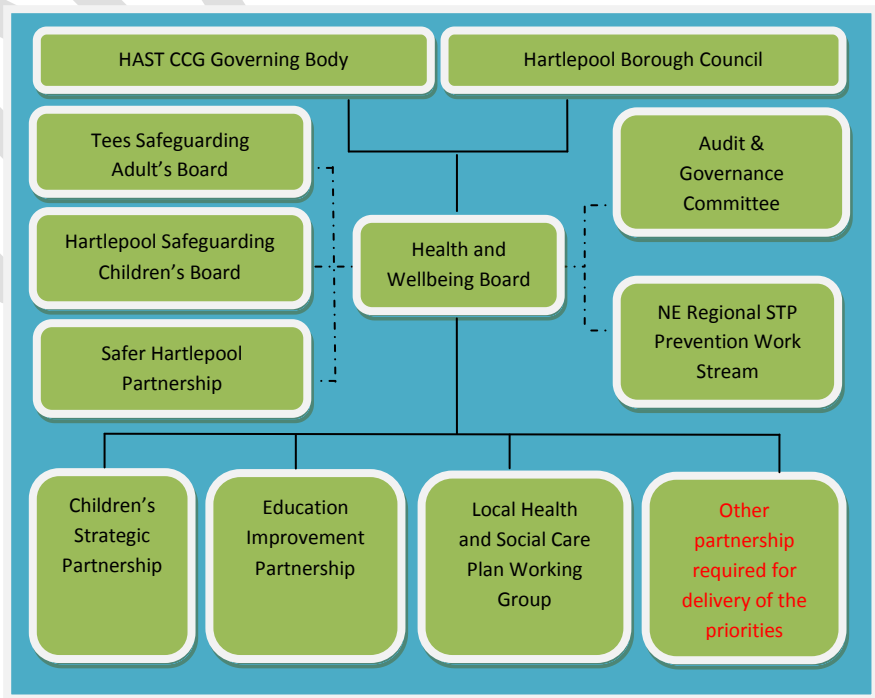 HAST CCG Governing Body
Hartlepool Borough Council
Tees Safeguarding
Adult's Board
Audit &
Governance
Committee
Hartlepool Safeguarding
Children's Board
Health and
Wellbeing Board
NE Regional STP
Prevention Work
Stream
Safer Hartlepool
Partnership
Children's
Strategic
Partnership
Education
Improvement
Partnership
Local Health
and Social Care
Plan Working
Group
Other
partnership
required for
delivery of the
priorities